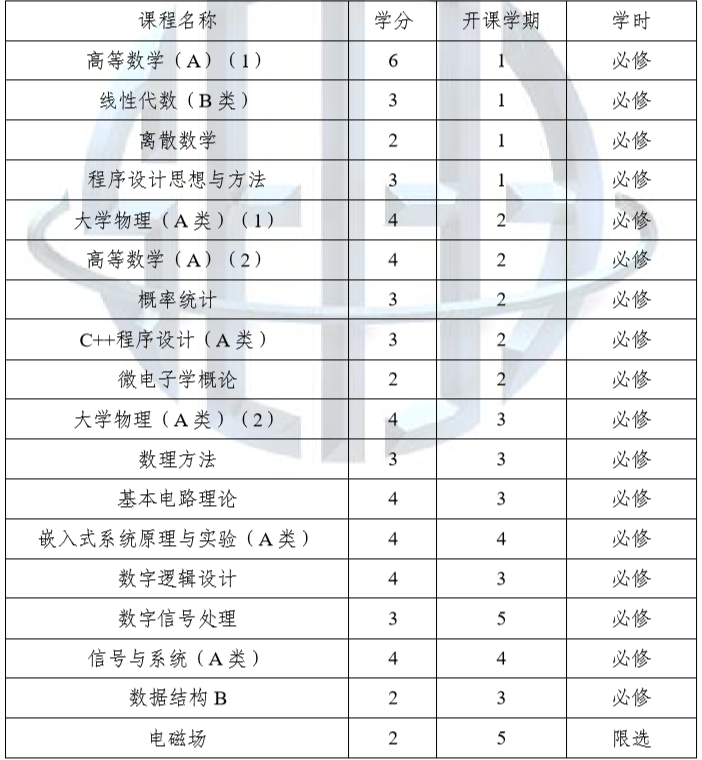 课程名称 学分 开课学期 学时
高等数学（A）（1） 6 1 必修
线性代数（B 类） 3 1 必修
离散数学 2 1 必修
程序设计思想与方法 3 1 必修
大学物理（A 类）（1） 4 2 必修
高等数学（A）（2） 4 2 必修
概率统计 3 2 必修
C++程序设计（A 类） 3 2 必修
微电子学概论 2 2 必修
大学物理（A 类）（2） 4 3 必修
数理方法 3 3 必修
基本电路理论 4 3 必修
嵌入式系统原理与实验（A 类） 4 4 必修
数字逻辑设计 4 3 必修
数字信号处理 3 5 必修
信号与系统（A 类） 4 4 必修
数据结构 B 2 3 必修
电磁场 2 5 限选